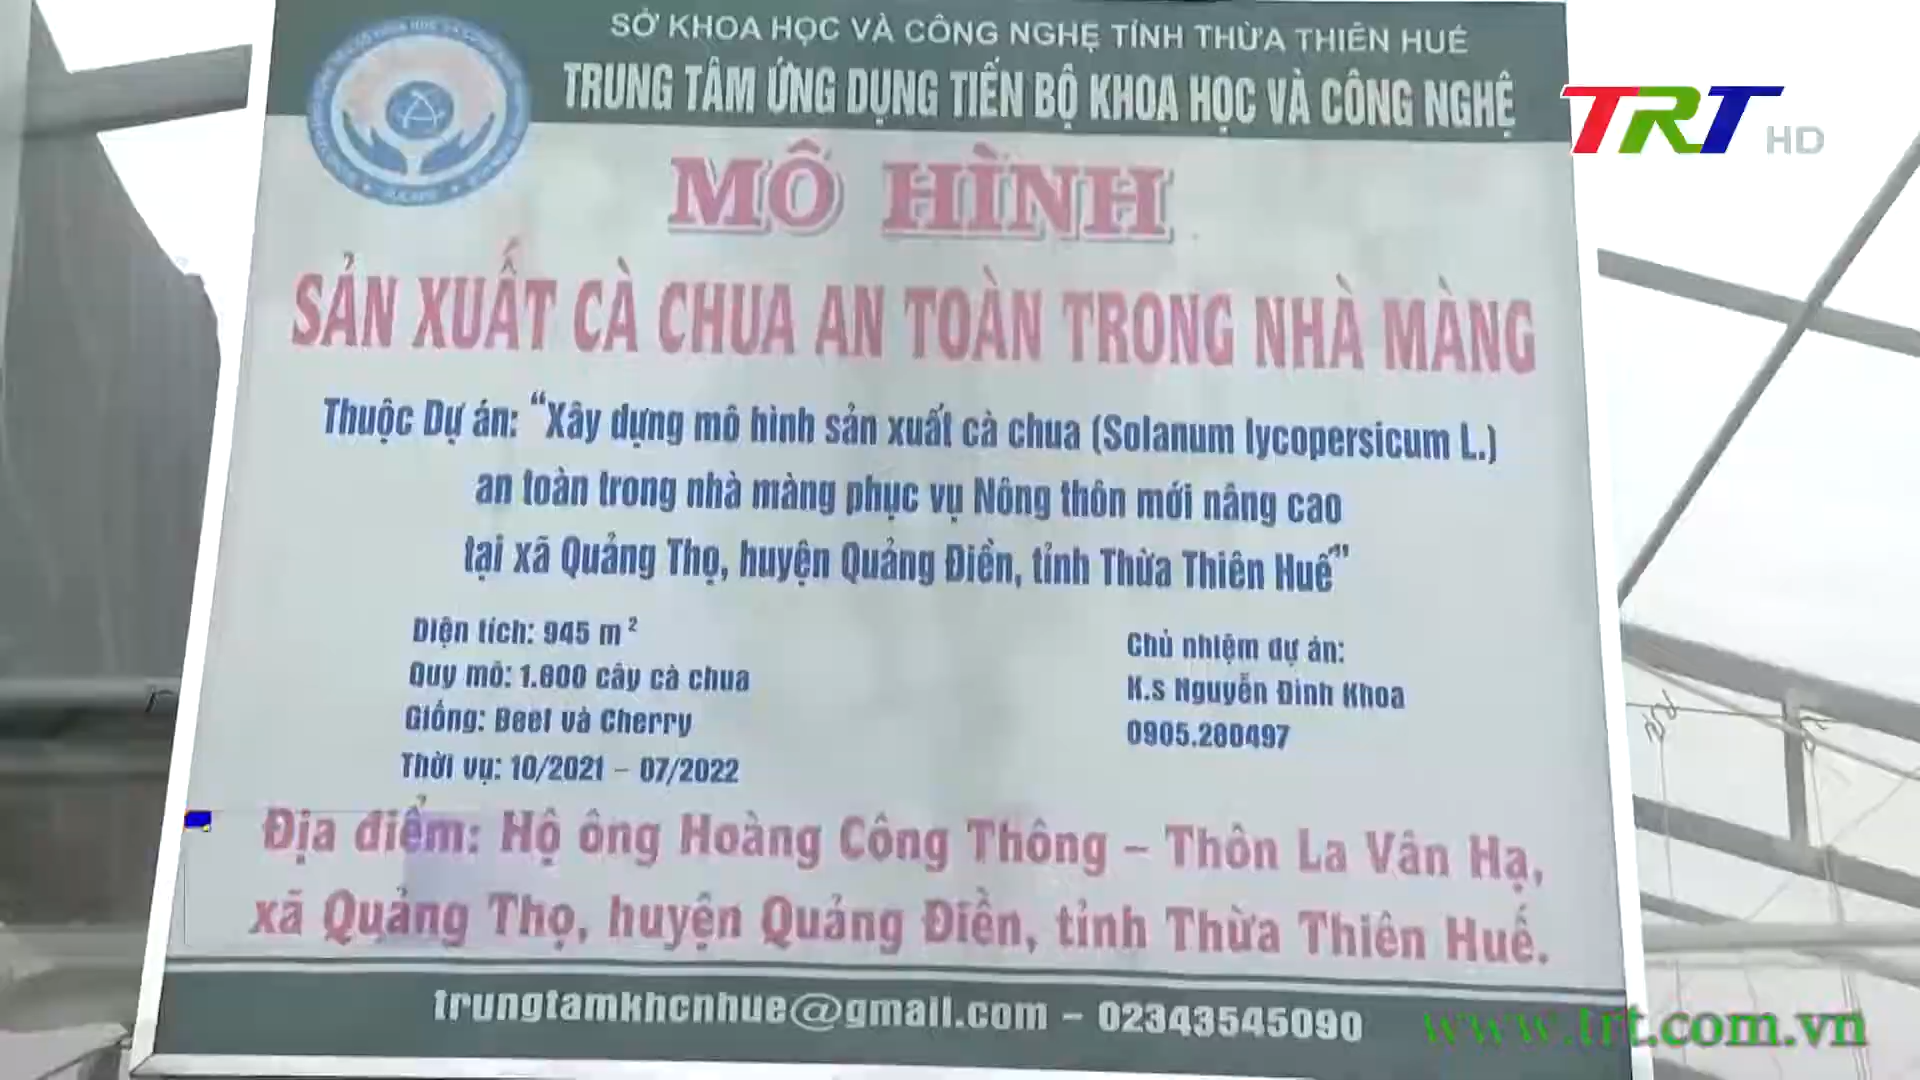 SỞ KHOA HỌC VÀ CÔNG NGHỆ TỈNH THỪA THIÊN HUẾ
TRUNG TÂM ỨNG DỤNG TIẾN BỘ KHOA HỌC VÀ CÔNG NGHỆ
TRT HD
MÔ HÌNH
SẢN XUẤT CÀ CHUA AN TOÀN TRONG NHÀ MÀNG
Thuộc Dự án: “Xây dựng mô hình sản xuất cà chua (Solanum lycopersicum L.)
an toàn trong nhà màng phục vụ Nông thôn mới nâng cao
tại xã Quảng Thọ, huyện Quảng Điền, tỉnh Thừa Thiên Huế”
Diện tích: 945 m²
Quy mô: 1.800 cây cà chua
Giống: Beef và Cherry
Thời vụ: 10/2021 – 07/2022
Chủ nhiệm dự án:
K.s Nguyễn Đình Khoa
0905.280497
Địa điểm: Hộ ông Hoàng Công Thông – Thôn La Vân Hạ,
xã Quảng Thọ, huyện Quảng Điền, tỉnh Thừa Thiên Huế.
trungtamkhcnhue@gmail.com – 02343545090
www.trt.com.vn